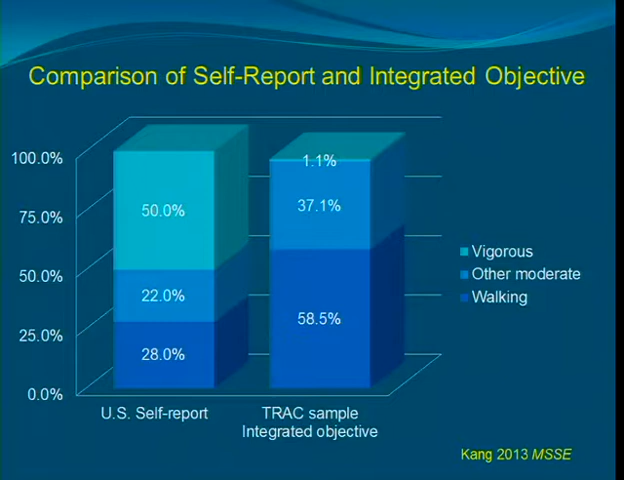 Comparison of Self-Report and Integrated Objective
100.0%
75.0%
50.0%
25.0%
0.0%
50.0%
22.0%
28.0%
1.1%
37.1%
58.5%
U.S. Self-report
TRAC sample
Integrated objective
Vigorous
Other moderate
Walking
Kang 2013 MSSE